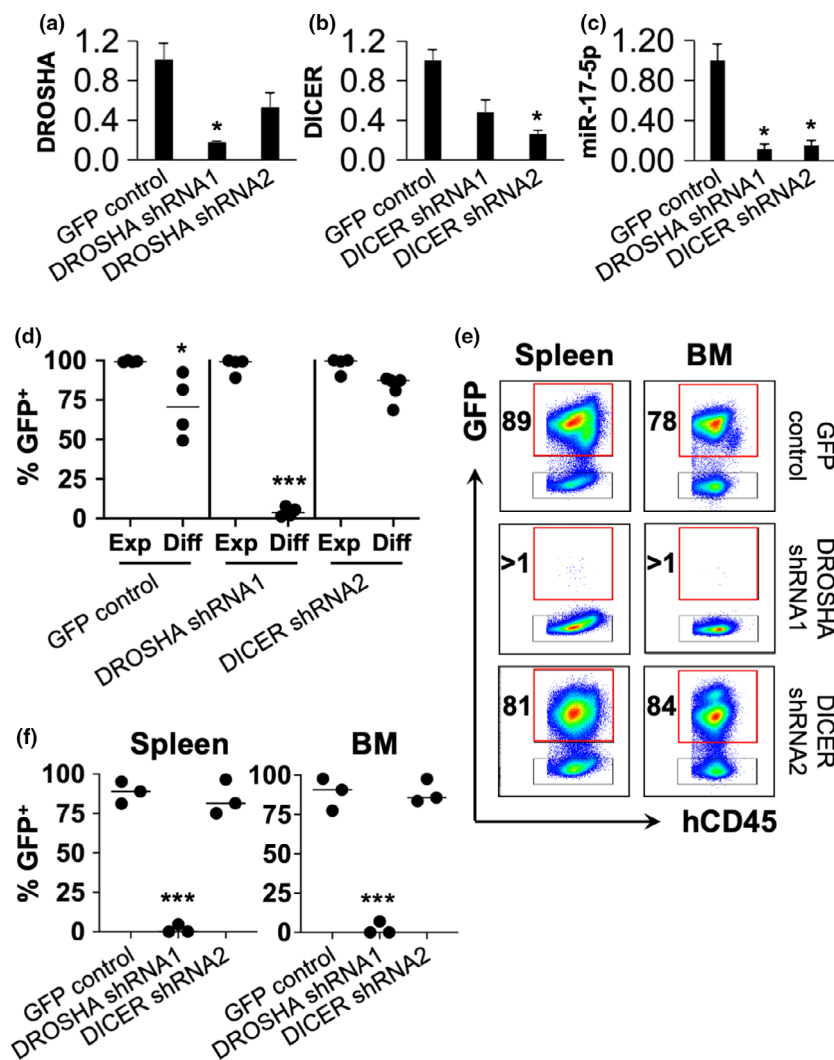 (a)
DROSHA
1.2
0.8
0.4
0.0
*
GFP control
DROSHA shRNA1
DROSHA shRNA2
(b)
DICER
1.2
0.8
0.4
0.0
*
GFP control
DICER shRNA1
DICER shRNA2
(c)
miR-17-5p
1.20
0.80
0.40
0.00
*
*
GFP control
DROSHA shRNA1
DICER shRNA2
(d)
% GFP+
100
75
50
25
0
*
***
Exp Diff Exp Diff Exp Diff
GFP control
DROSHA shRNA1
DICER shRNA2
(e)
Spleen BM
GFP
89
78
GFP control
>1
>1
DROSHA shRNA1
81
84
DICER shRNA2
hCD45
(f)
Spleen
% GFP+
100
75
50
25
0
***
GFP control
DROSHA shRNA1
DICER shRNA2
BM
100
75
50
25
0
***
GFP control
DROSHA shRNA1
DICER shRNA2